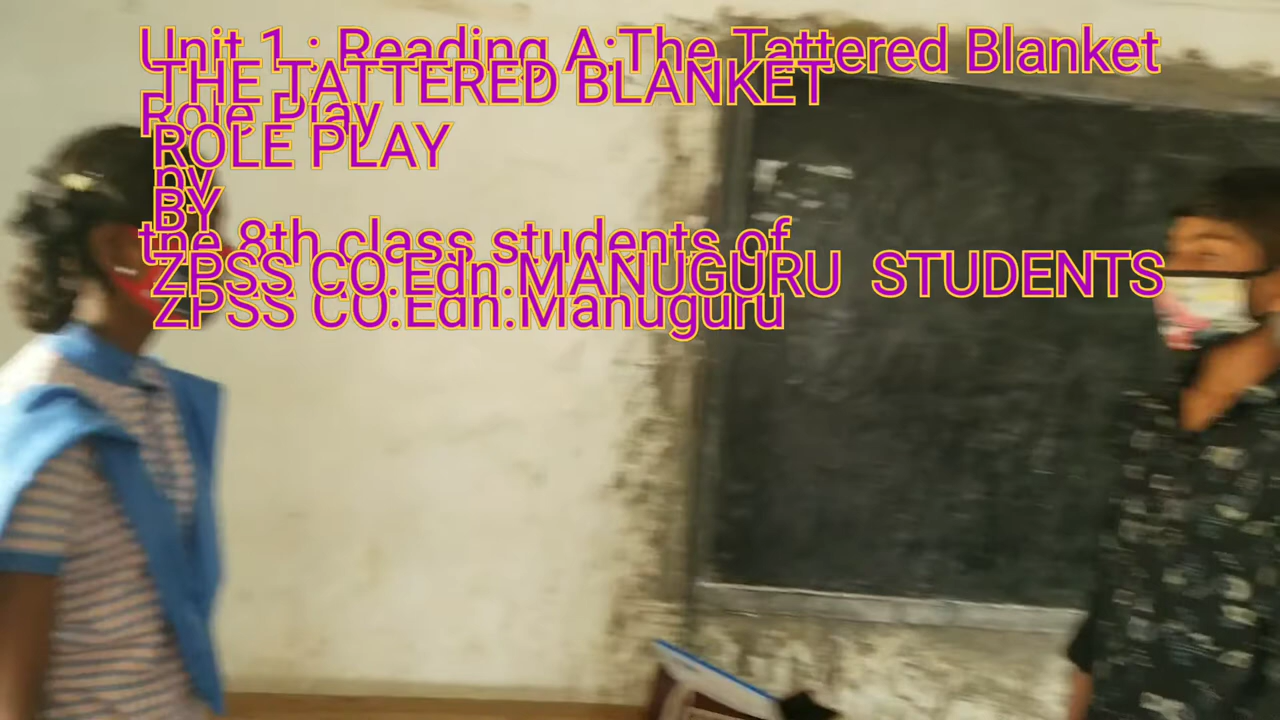 Unit 1 : Reading A:The Tattered Blanket
THE TATTERED BLANKET
Role Play
ROLE PLAY
by
BY
the 8th class students of
ZPSS CO.Edn.MANUGURU STUDENTS
ZPSS CO.Edn.Manuguru